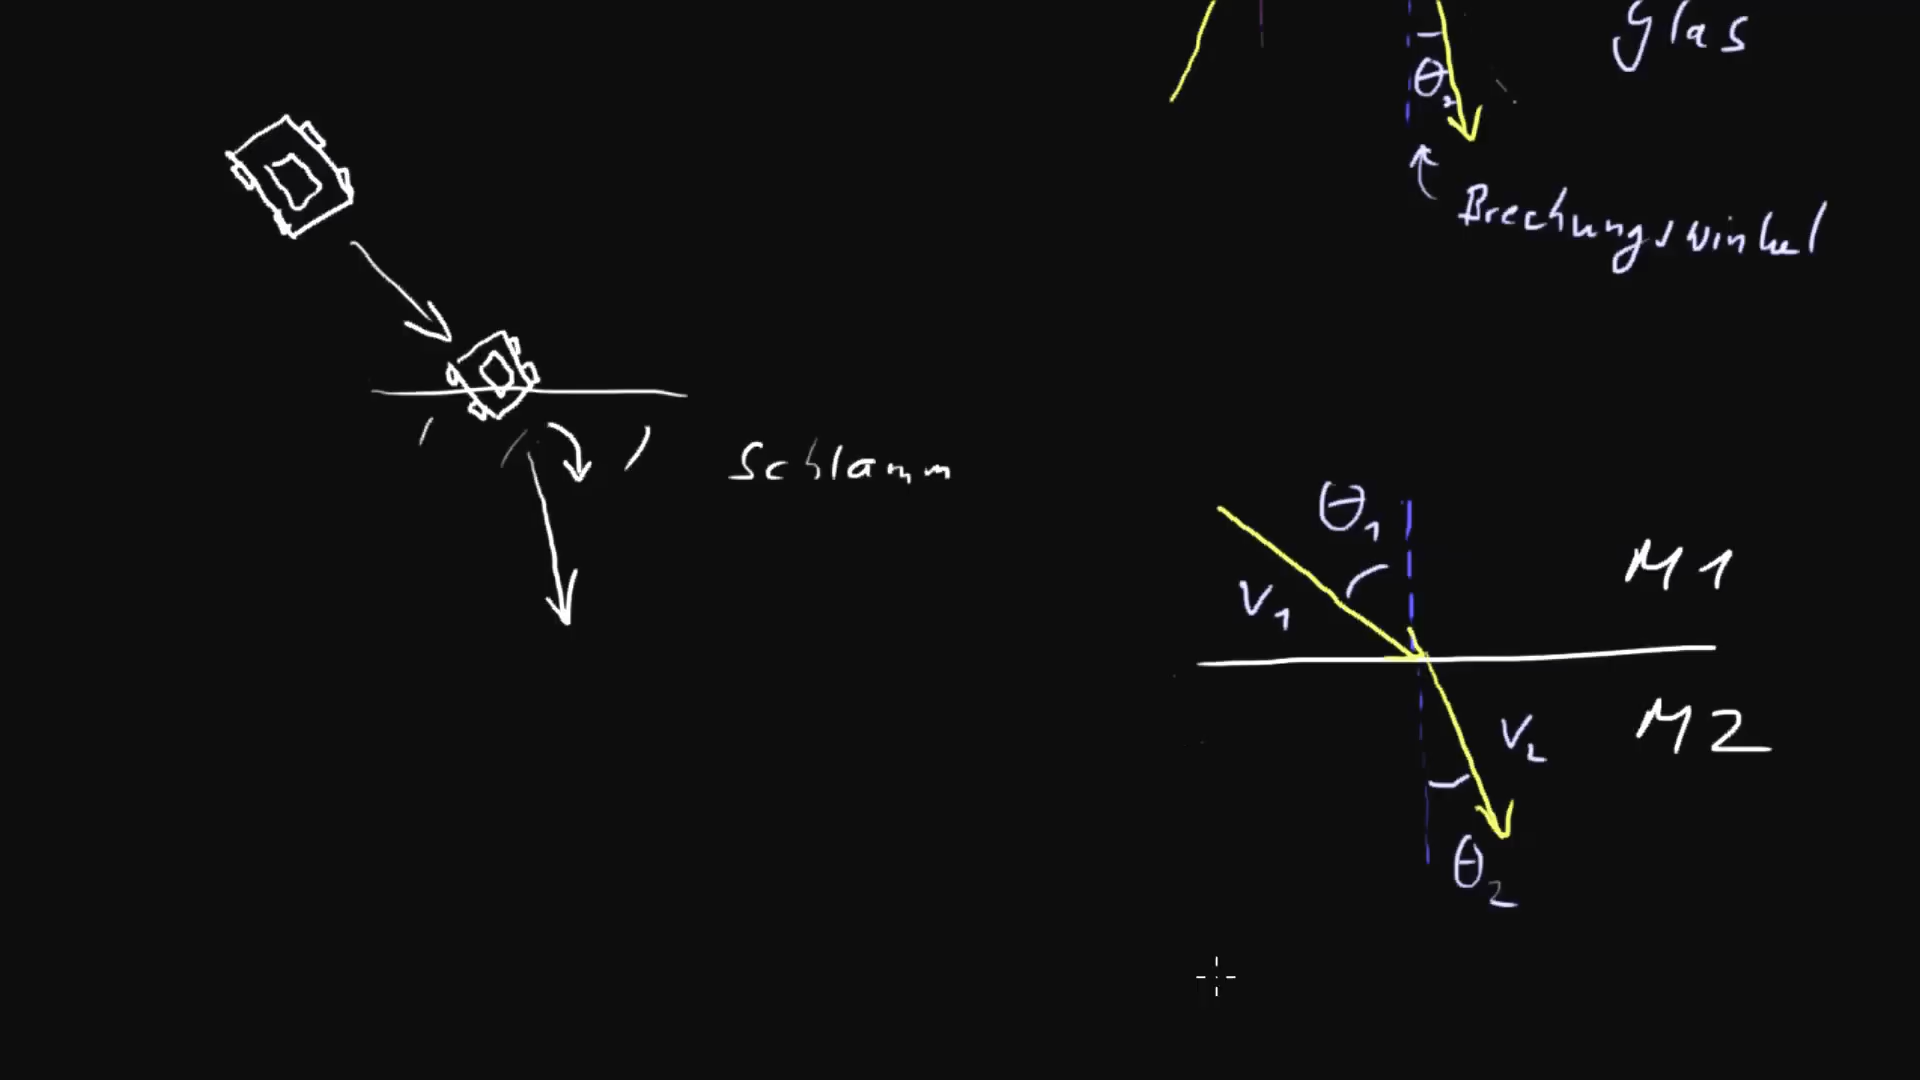 Glas
θ₂
Brechungswinkel
Schlamm
θ₁
V₁
M1
M2
V₂
θ₂